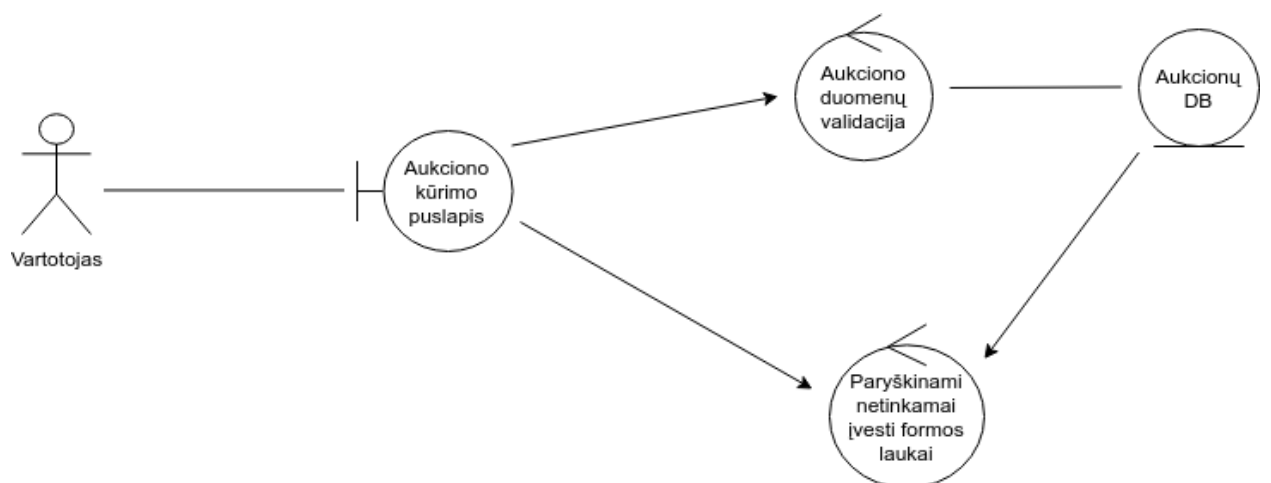 Vartotojas
Aukciono
kūrimo
puslapis
Aukciono
duomenų
validacija
Aukcionų
DB
Paryškinami
netinkamai
įvesti formos
laukai